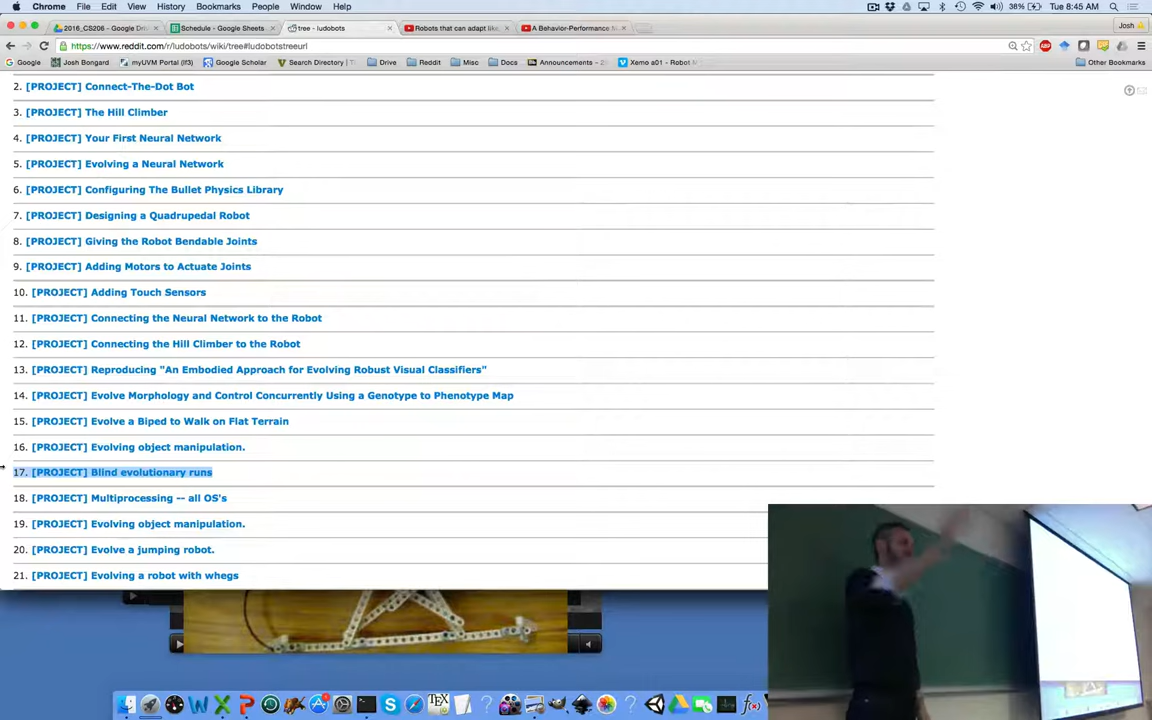 Chrome File Edit View History Bookmarks People Window Help
38% Tue 8:45 AM
2016_CS206 - Google Dri
Schedule - Google Sheets
tree - ludobots
Robots that can adapt like
A Behavior-Performance M
Josh
https://www.reddit.com/r/ludobots/wiki/tree#ludobotstreeurl
Google Josh Bongard myUVM Portal (lf3) Google Scholar Search Directory | Drive Reddit Misc Docs Announcements - Xemo a01 - Robot M Other Bookmarks
2. [PROJECT] Connect-The-Dot Bot
3. [PROJECT] The Hill Climber
4. [PROJECT] Your First Neural Network
5. [PROJECT] Evolving a Neural Network
6. [PROJECT] Configuring The Bullet Physics Library
7. [PROJECT] Designing a Quadrupedal Robot
8. [PROJECT] Giving the Robot Bendable Joints
9. [PROJECT] Adding Motors to Actuate Joints
10. [PROJECT] Adding Touch Sensors
11. [PROJECT] Connecting the Neural Network to the Robot
12. [PROJECT] Connecting the Hill Climber to the Robot
13. [PROJECT] Reproducing "An Embodied Approach for Evolving Robust Visual Classifiers"
14. [PROJECT] Evolve Morphology and Control Concurrently Using a Genotype to Phenotype Map
15. [PROJECT] Evolve a Biped to Walk on Flat Terrain
16. [PROJECT] Evolving object manipulation.
17. [PROJECT] Blind evolutionary runs
18. [PROJECT] Multiprocessing -- all OS's
19. [PROJECT] Evolving object manipulation.
20. [PROJECT] Evolve a jumping robot.
21. [PROJECT] Evolving a robot with whegs